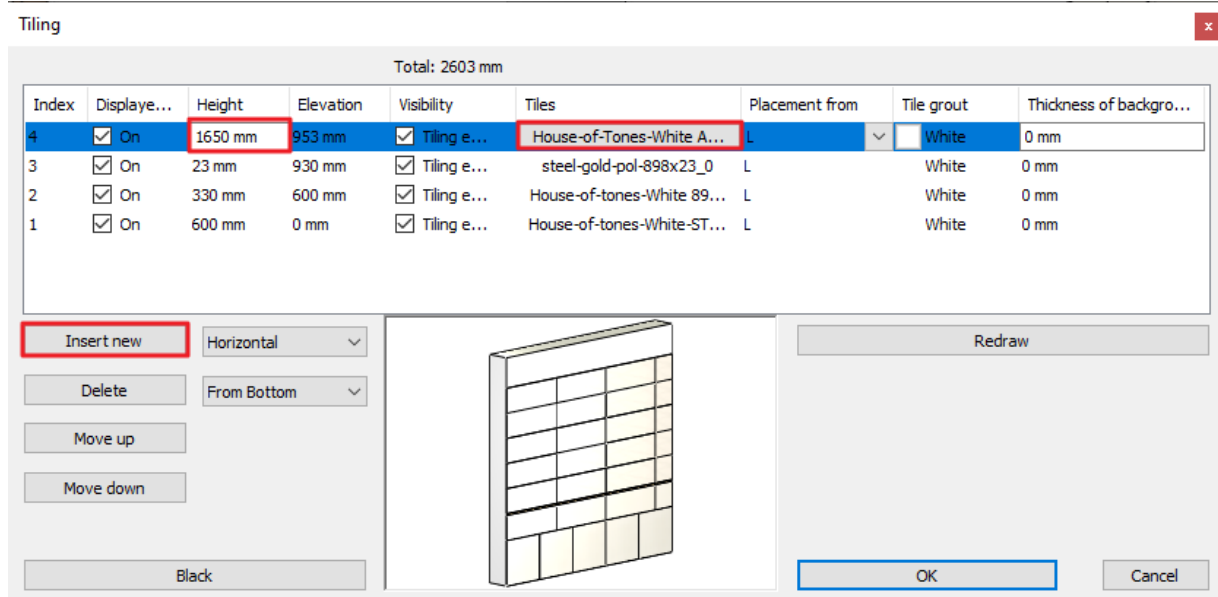 Tiling
x
Total: 2603 mm
Index Displaye... Height Elevation Visibility Tiles Placement from Tile grout Thickness of backgro...
4 On 1650 mm 953 mm Tiling e... House-of-Tones-White A... L White 0 mm
3 On 23 mm 930 mm Tiling e... steel-gold-pol-898x23_0 L White 0 mm
2 On 330 mm 600 mm Tiling e... House-of-tones-White 89... L White 0 mm
1 On 600 mm 0 mm Tiling e... House-of-tones-White-ST... L White 0 mm
Insert new Horizontal Redraw
Delete From Bottom
Move up
Move down
Black OK Cancel